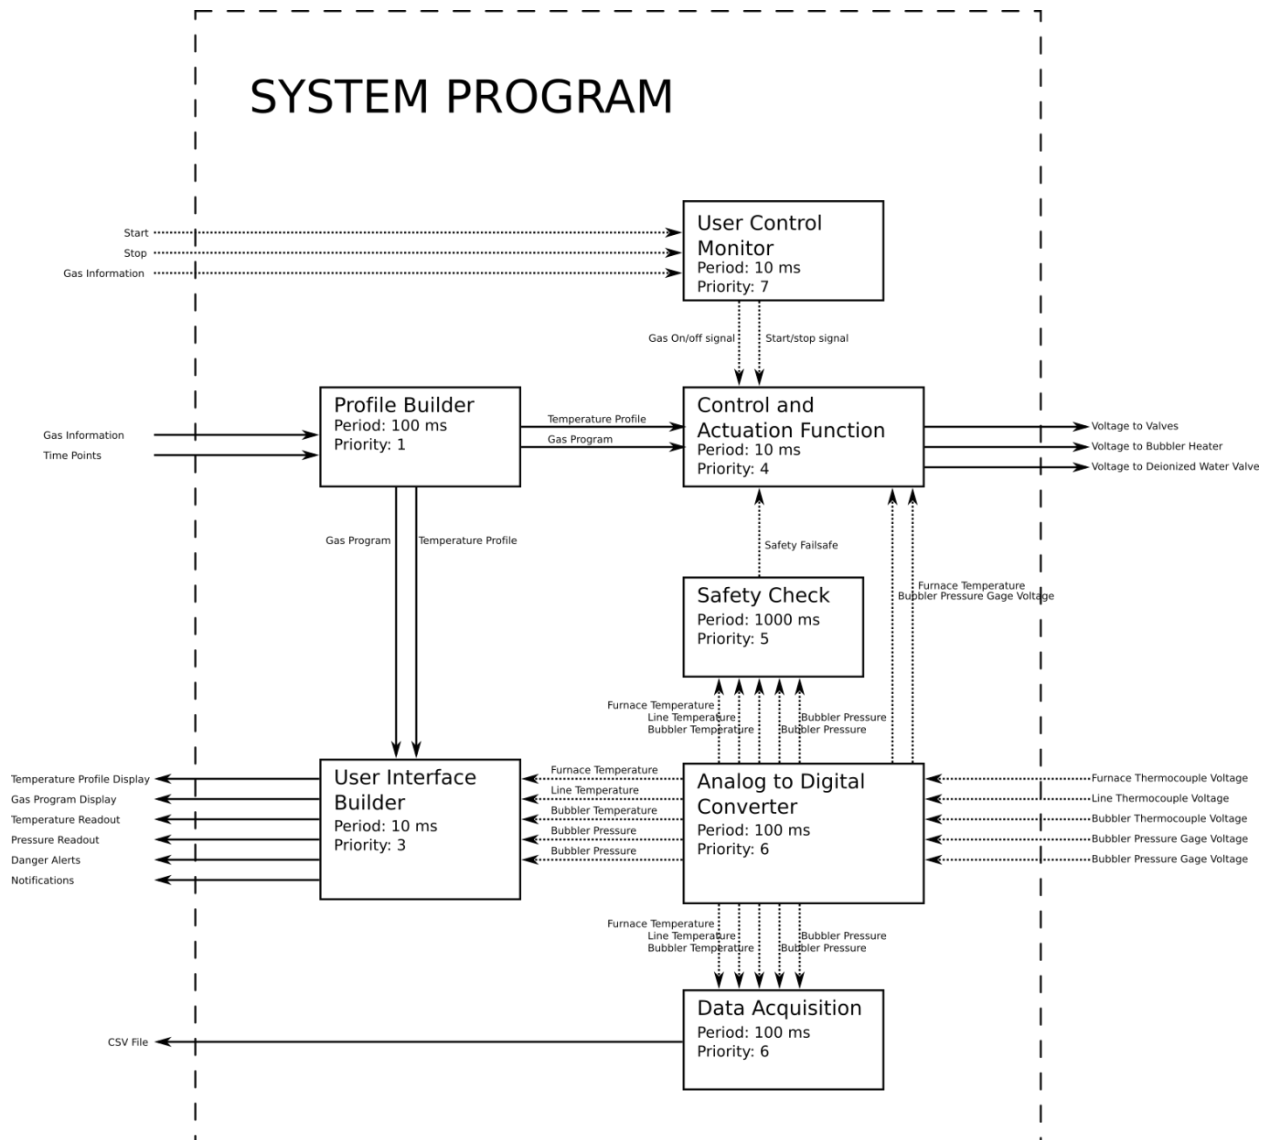 SYSTEM PROGRAM
Start
Stop
Gas Information
User Control
Monitor
Period: 10 ms
Priority: 7
Gas On/off signal
Start/stop signal
Gas Information
Time Points
Profile Builder
Period: 100 ms
Priority: 1
Temperature Profile
Gas Program
Control and
Actuation Function
Period: 10 ms
Priority: 4
Voltage to Valves
Voltage to Bubbler Heater
Voltage to Deionized Water Valve
Gas Program
Temperature Profile
Safety Failsafe
Safety Check
Period: 1000 ms
Priority: 5
Furnace Temperature
Bubbler Pressure Gage Voltage
Furnace Temperature
Line Temperature
Bubbler Temperature
Bubbler Pressure
Bubbler Pressure
Temperature Profile Display
Gas Program Display
Temperature Readout
Pressure Readout
Danger Alerts
Notifications
User Interface
Builder
Period: 10 ms
Priority: 3
Furnace Temperature
Line Temperature
Bubbler Temperature
Bubbler Pressure
Bubbler Pressure
Analog to Digital
Converter
Period: 100 ms
Priority: 6
Furnace Thermocouple Voltage
Line Thermocouple Voltage
Bubbler Thermocouple Voltage
Bubbler Pressure Gage Voltage
Bubbler Pressure Gage Voltage
Furnace Temperature
Line Temperature
Bubbler Temperature
Bubbler Pressure
Bubbler Pressure
CSV File
Data Acquisition
Period: 100 ms
Priority: 6